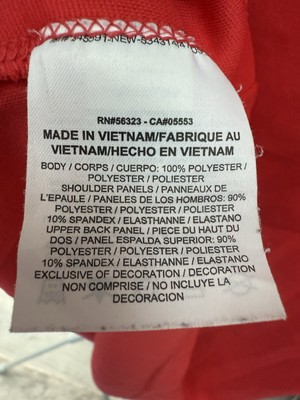 RN#56323 - CA#05553
MADE IN VIETNAM/FABRIQUE AU
VIETNAM/HECHO EN VIETNAM
BODY / CORPS / CUERPO: 100% POLYESTER /
POLYESTER / POLIESTER
SHOULDER PANELS / PANNEAUX DE
L'EPAULE / PANELES DE LOS HOMBROS: 90%
POLYESTER / POLYESTER / POLIESTER
10% SPANDEX / ELASTHANNE / ELASTANO
UPPER BACK PANEL / PIECE DU HAUT DU
DOS / PANEL ESPALDA SUPERIOR: 90%
POLYESTER / POLYESTER / POLIESTER
10% SPANDEX / ELASTHANNE / ELASTANO
EXCLUSIVE OF DECORATION / DECORATION
NON COMPRISE / NO INCLUYE LA
DECORACION